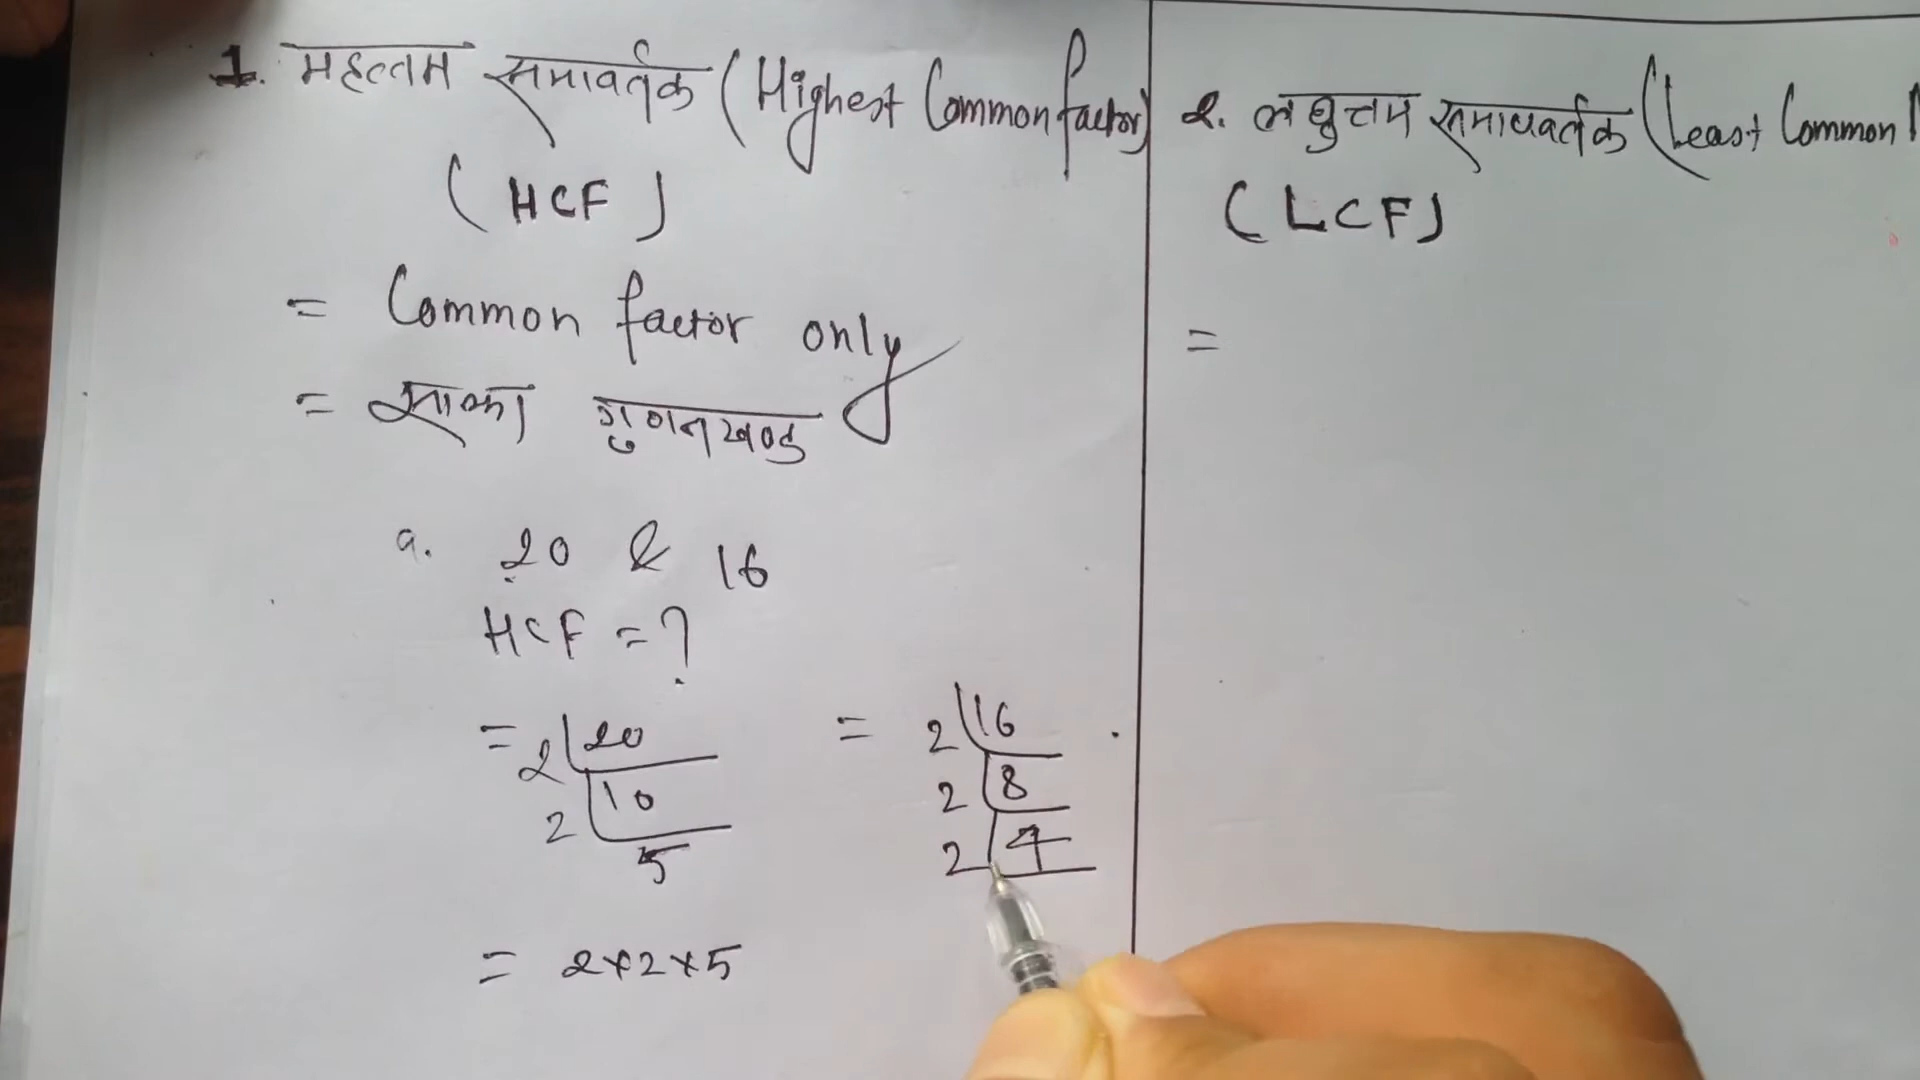 1. महत्तम समावर्तक (Highest Common factor)
(HCF)
= Common factor only
= साझा गुणनखण्ड
a. 20 & 16
HCF = ?
= 2 20
2 10
5
= 2×2×5
= 2 16
2 8
2 4
2. लघुत्तम समापवर्तक (Least Common
(LCF)
=